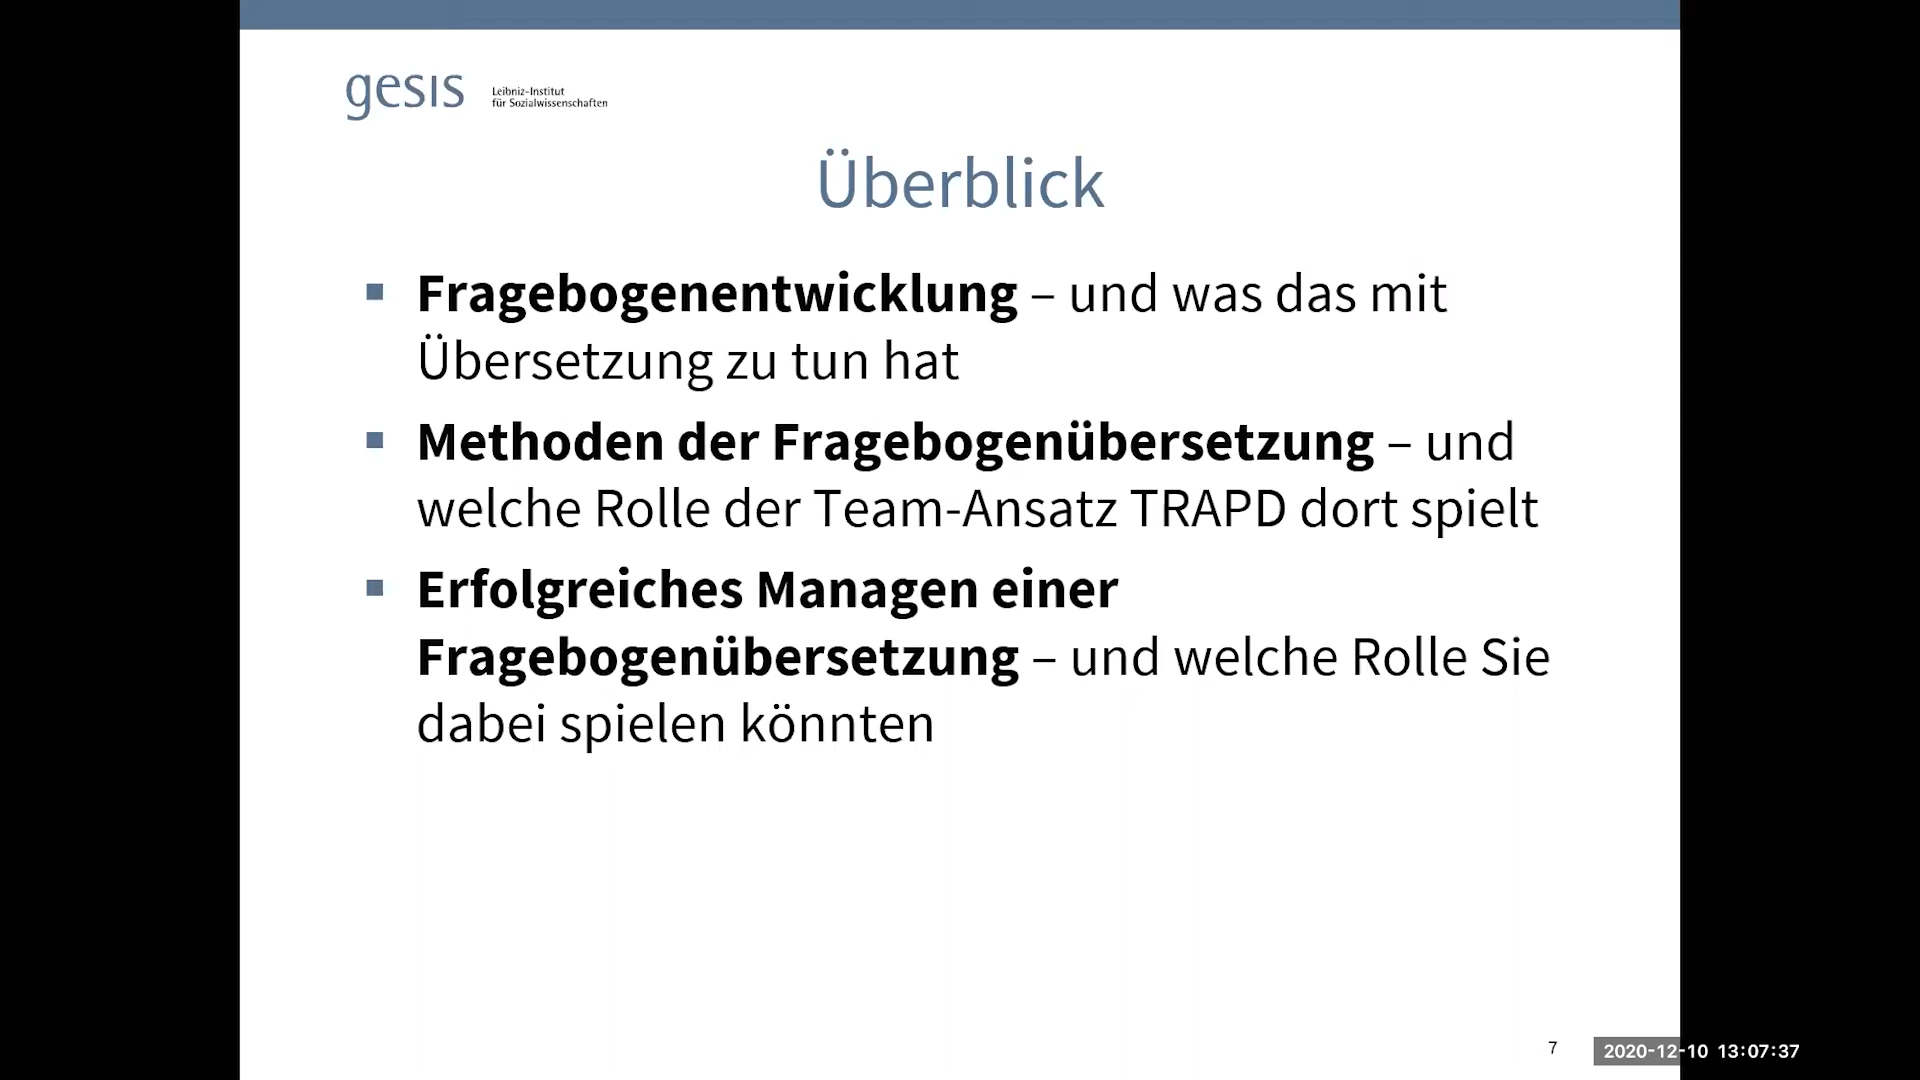 gesis
Leibniz-Institut
für Sozialwissenschaften
Überblick
Fragebogenentwicklung – und was das mit
Übersetzung zu tun hat
Methoden der Fragebogenübersetzung – und
welche Rolle der Team-Ansatz TRAPD dort spielt
Erfolgreiches Managen einer
Fragebogenübersetzung – und welche Rolle Sie
dabei spielen könnten
7
2020-12-10 13:07:37